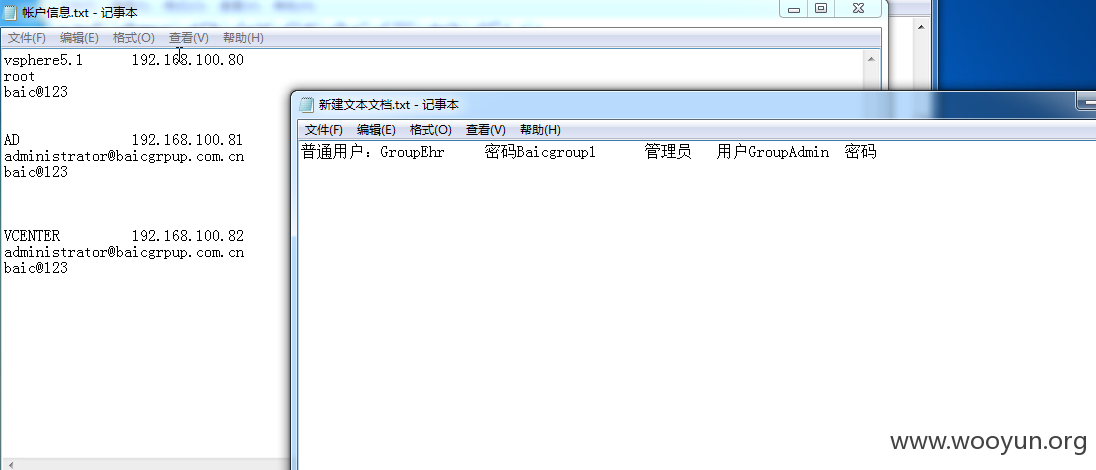 帐户信息.txt - 记事本
文件(F) 编辑(E) 格式(O) 查看(V) 帮助(H)
vsphere5.1 192.168.100.80
root
baic@123
AD 192.168.100.81
administrator@baicgrpup.com.cn
baic@123
VCENTER 192.168.100.82
administrator@baicgrpup.com.cn
baic@123
新建文本文档.txt - 记事本
文件(F) 编辑(E) 格式(O) 查看(V) 帮助(H)
普通用户：GroupEhr 密码Baicgroup1 管理员 用户GroupAdmin 密码
www.wooyun.org